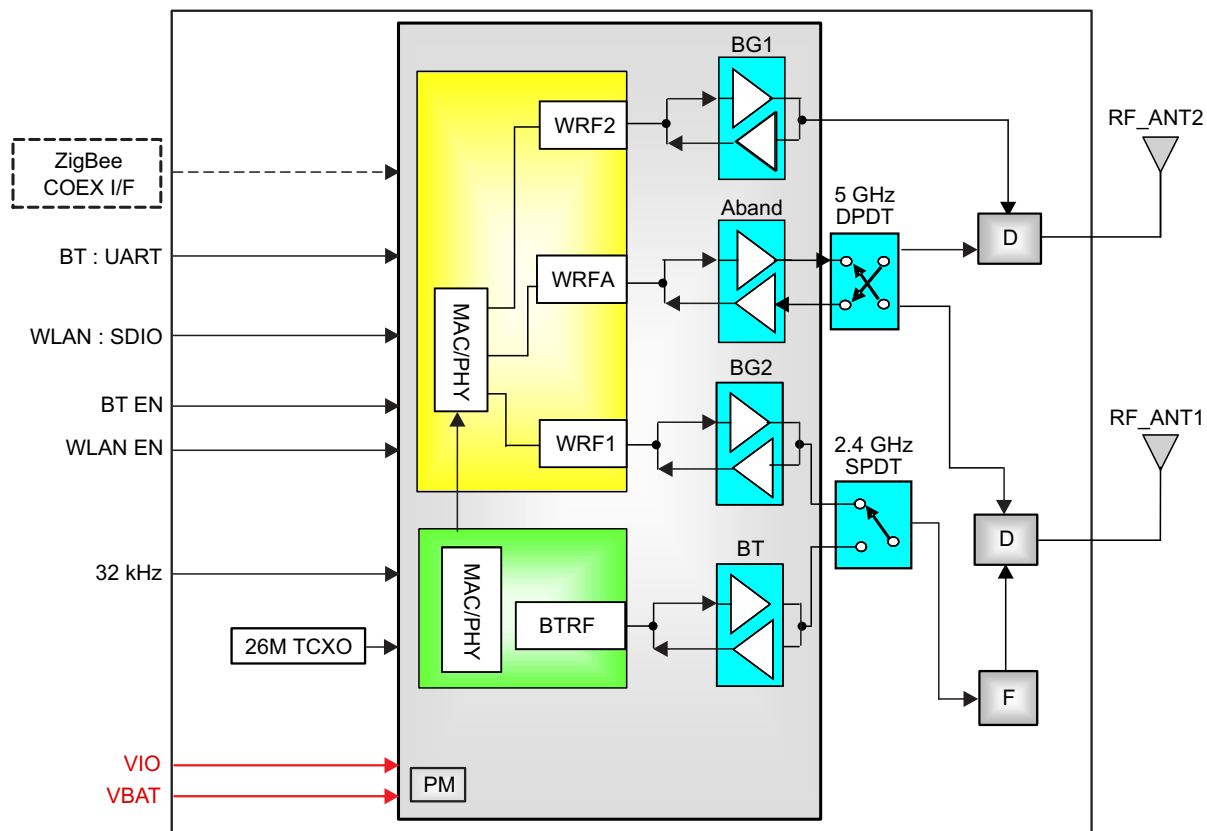 BG1
WRF2
RF_ANT2
ZigBee
COEX I/F
Aband
5 GHz
DPDT
D
BT : UART
WRFA
MAC/PHY
WLAN : SDIO
BG2
BT EN
RF_ANT1
WLAN EN
WRF1
2.4 GHz
SPDT
D
BT
32 kHz
MAC/PHY
BTRF
26M TCXO
F
VIO
PM
VBAT